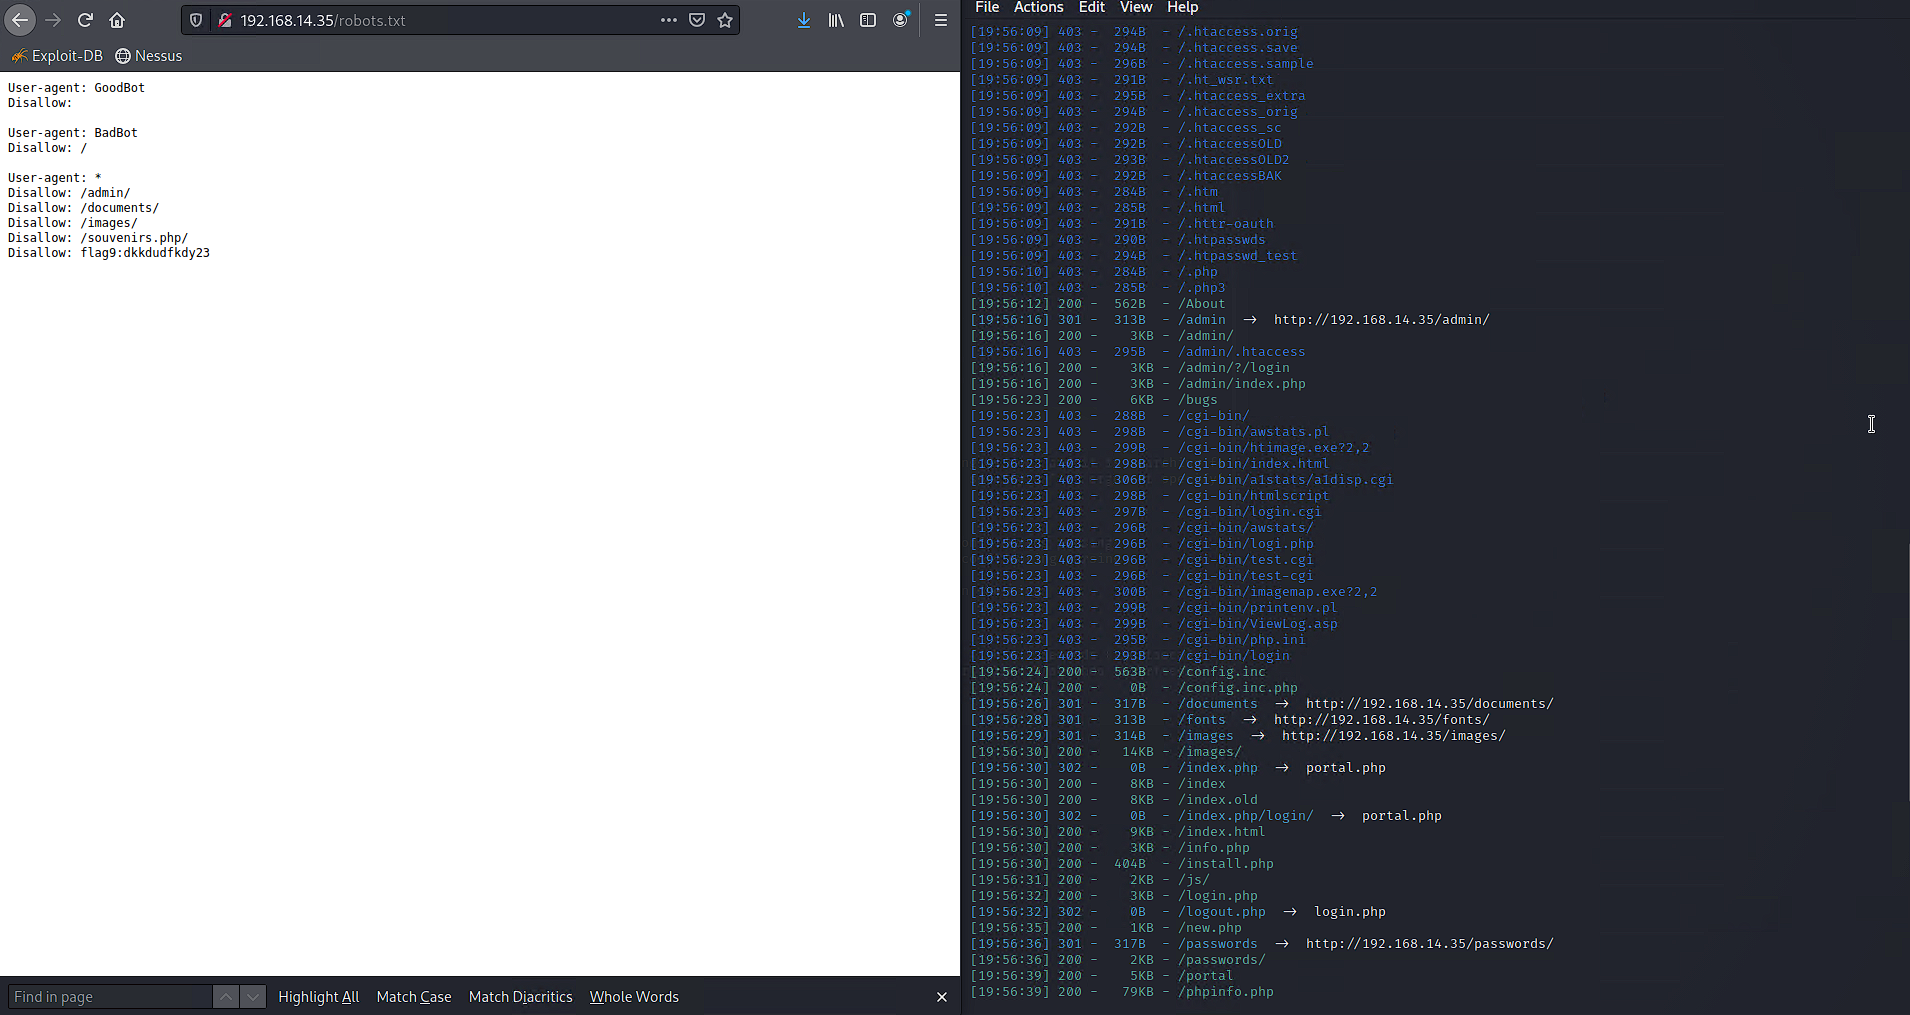 192.168.14.35/robots.txt
Exploit-DB
Nessus
User-agent: GoodBot
Disallow:
User-agent: BadBot
Disallow: /
User-agent: *
Disallow: /admin/
Disallow: /documents/
Disallow: /images/
Disallow: /souvenirs.php/
Disallow: flag9:dkkdudfkdy23
Find in page
Highlight All
Match Case
Match Diacritics
Whole Words
File Actions Edit View Help
[19:56:09] 403 - 294B - /.htaccess.orig
[19:56:09] 403 - 294B - /.htaccess.save
[19:56:09] 403 - 296B - /.htaccess.sample
[19:56:09] 403 - 291B - /.ht_wsr.txt
[19:56:09] 403 - 295B - /.htaccess_extra
[19:56:09] 403 - 294B - /.htaccess_orig
[19:56:09] 403 - 292B - /.htaccess_sc
[19:56:09] 403 - 292B - /.htaccessOLD
[19:56:09] 403 - 293B - /.htaccessOLD2
[19:56:09] 403 - 292B - /.htaccessBAK
[19:56:09] 403 - 284B - /.htm
[19:56:09] 403 - 285B - /.html
[19:56:09] 403 - 291B - /.httr-oauth
[19:56:09] 403 - 290B - /.htpasswds
[19:56:09] 403 - 294B - /.htpasswd_test
[19:56:10] 403 - 284B - /.php
[19:56:10] 403 - 285B - /.php3
[19:56:12] 200 - 562B - /About
[19:56:16] 301 - 313B - /admin → http://192.168.14.35/admin/
[19:56:16] 200 - 3KB - /admin/
[19:56:16] 403 - 295B - /admin/.htaccess
[19:56:16] 200 - 3KB - /admin/?/login
[19:56:16] 200 - 3KB - /admin/index.php
[19:56:23] 200 - 6KB - /bugs
[19:56:23] 403 - 288B - /cgi-bin/
[19:56:23] 403 - 298B - /cgi-bin/awstats.pl
[19:56:23] 403 - 299B - /cgi-bin/htimage.exe?2,2
[19:56:23] 403 - 298B - /cgi-bin/index.html
[19:56:23] 403 - 306B - /cgi-bin/a1stats/a1disp.cgi
[19:56:23] 403 - 298B - /cgi-bin/htmlscript
[19:56:23] 403 - 297B - /cgi-bin/login.cgi
[19:56:23] 403 - 296B - /cgi-bin/awstats/
[19:56:23] 403 - 296B - /cgi-bin/logi.php
[19:56:23] 403 - 296B - /cgi-bin/test.cgi
[19:56:23] 403 - 296B - /cgi-bin/test-cgi
[19:56:23] 403 - 300B - /cgi-bin/imagemap.exe?2,2
[19:56:23] 403 - 299B - /cgi-bin/printenv.pl
[19:56:23] 403 - 299B - /cgi-bin/ViewLog.asp
[19:56:23] 403 - 295B - /cgi-bin/php.ini
[19:56:23] 403 - 293B - /cgi-bin/login
[19:56:24] 200 - 563B - /config.inc
[19:56:24] 200 - 0B - /config.inc.php
[19:56:26] 301 - 317B - /documents → http://192.168.14.35/documents/
[19:56:28] 301 - 313B - /fonts → http://192.168.14.35/fonts/
[19:56:29] 301 - 314B - /images → http://192.168.14.35/images/
[19:56:30] 200 - 14KB - /images/
[19:56:30] 302 - 0B - /index.php → portal.php
[19:56:30] 200 - 8KB - /index
[19:56:30] 200 - 8KB - /index.old
[19:56:30] 302 - 0B - /index.php/login/ → portal.php
[19:56:30] 200 - 9KB - /index.html
[19:56:30] 200 - 3KB - /info.php
[19:56:30] 200 - 404B - /install.php
[19:56:31] 200 - 2KB - /js/
[19:56:32] 200 - 3KB - /login.php
[19:56:32] 302 - 0B - /logout.php → login.php
[19:56:35] 200 - 1KB - /new.php
[19:56:36] 301 - 317B - /passwords → http://192.168.14.35/passwords/
[19:56:36] 200 - 2KB - /passwords/
[19:56:39] 200 - 5KB - /portal
[19:56:39] 200 - 79KB - /phpinfo.php